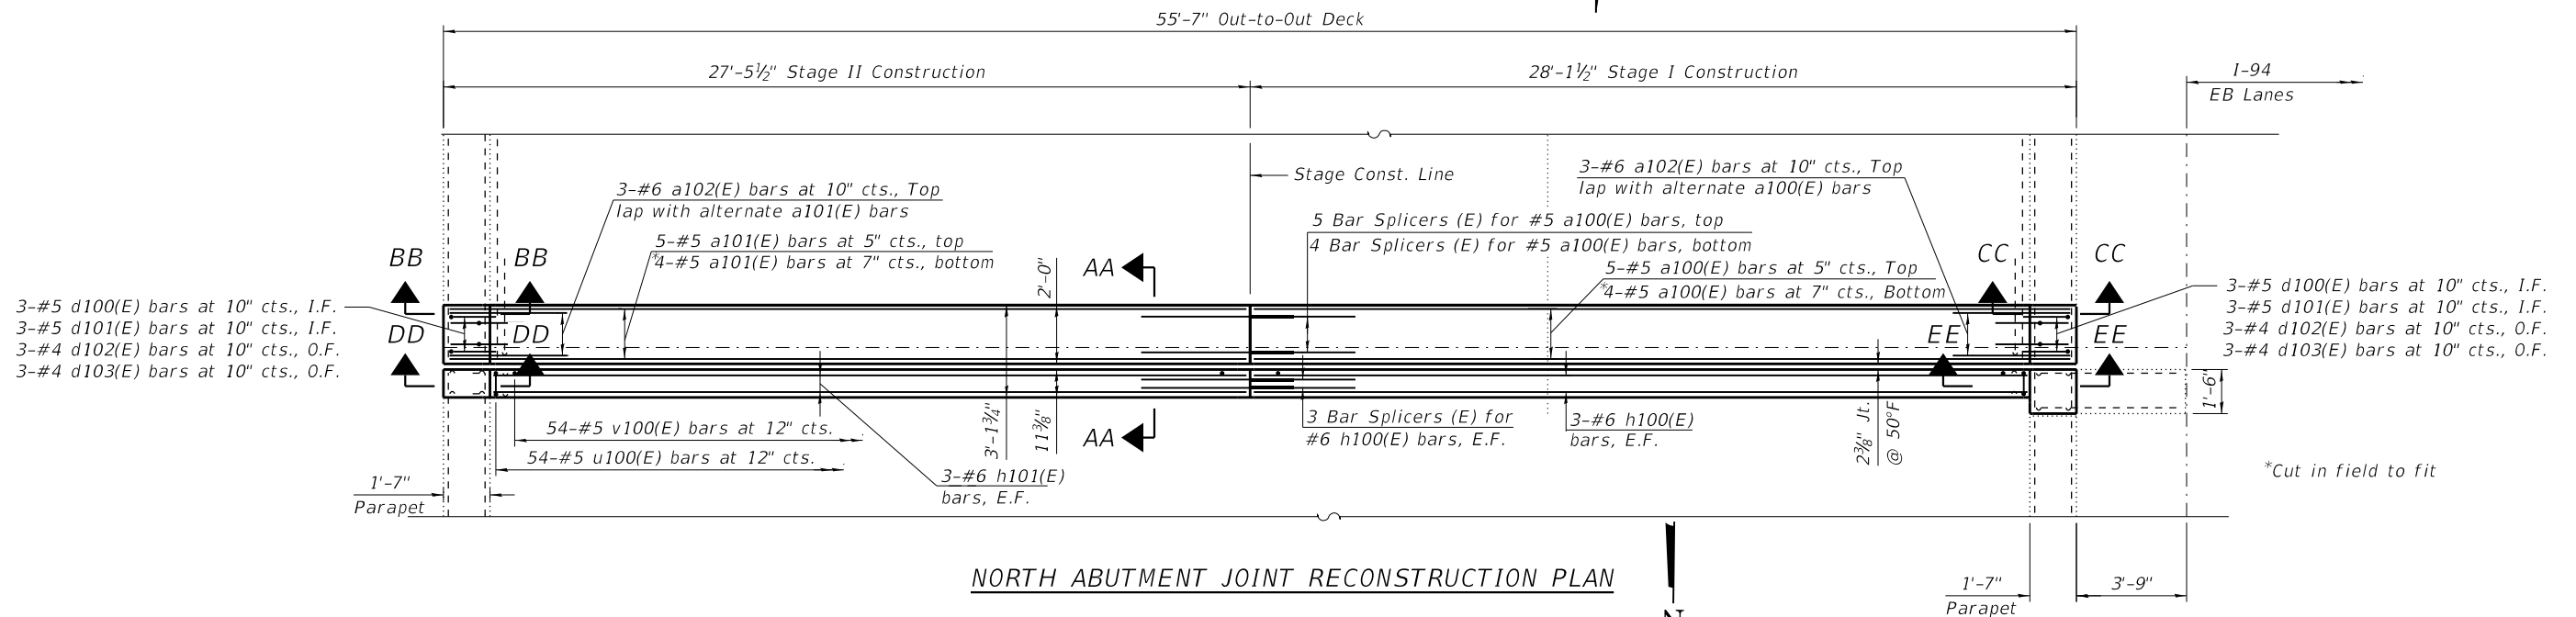 55'-7" Out-to-Out Deck
27'-5½" Stage II Construction
28'-1½" Stage I Construction
I-94
EB Lanes
Stage Const. Line
3-#6 a102(E) bars at 10" cts., Top
lap with alternate a101(E) bars
3-#6 a102(E) bars at 10" cts., Top
lap with alternate a100(E) bars
5-#5 a101(E) bars at 5" cts., top
*4-#5 a101(E) bars at 7" cts., bottom
5 Bar Splicers (E) for #5 a100(E) bars, top
4 Bar Splicers (E) for #5 a100(E) bars, bottom
5-#5 a100(E) bars at 5" cts., Top
*4-#5 a100(E) bars at 7" cts., Bottom
BB
BB
AA
2'-0"
CC
CC
3-#5 d100(E) bars at 10" cts., I.F.
3-#5 d101(E) bars at 10" cts., I.F.
3-#4 d102(E) bars at 10" cts., O.F.
3-#4 d103(E) bars at 10" cts., O.F.
DD
DD
EE
EE
3-#5 d100(E) bars at 10" cts., I.F.
3-#5 d101(E) bars at 10" cts., I.F.
3-#4 d102(E) bars at 10" cts., O.F.
3-#4 d103(E) bars at 10" cts., O.F.
54-#5 v100(E) bars at 12" cts.
54-#5 u100(E) bars at 12" cts.
3'-1¾"
11⅜"
AA
3 Bar Splicers (E) for
#6 h100(E) bars, E.F.
3-#6 h100(E)
bars, E.F.
2⅜" Jt.
@ 50°F
1'-6"
3-#6 h101(E)
bars, E.F.
*Cut in field to fit
1'-7"
Parapet
NORTH ABUTMENT JOINT RECONSTRUCTION PLAN
N
1'-7"
Parapet
3'-9"